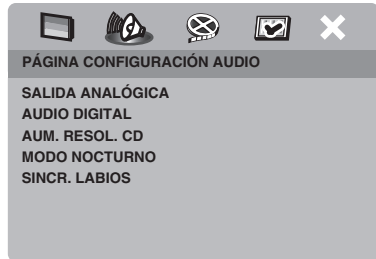 PÁGINA CONFIGURACIÓN AUDIO
SALIDA ANALÓGICA
AUDIO DIGITAL
AUM. RESOL. CD
MODO NOCTURNO
SINCR. LABIOS